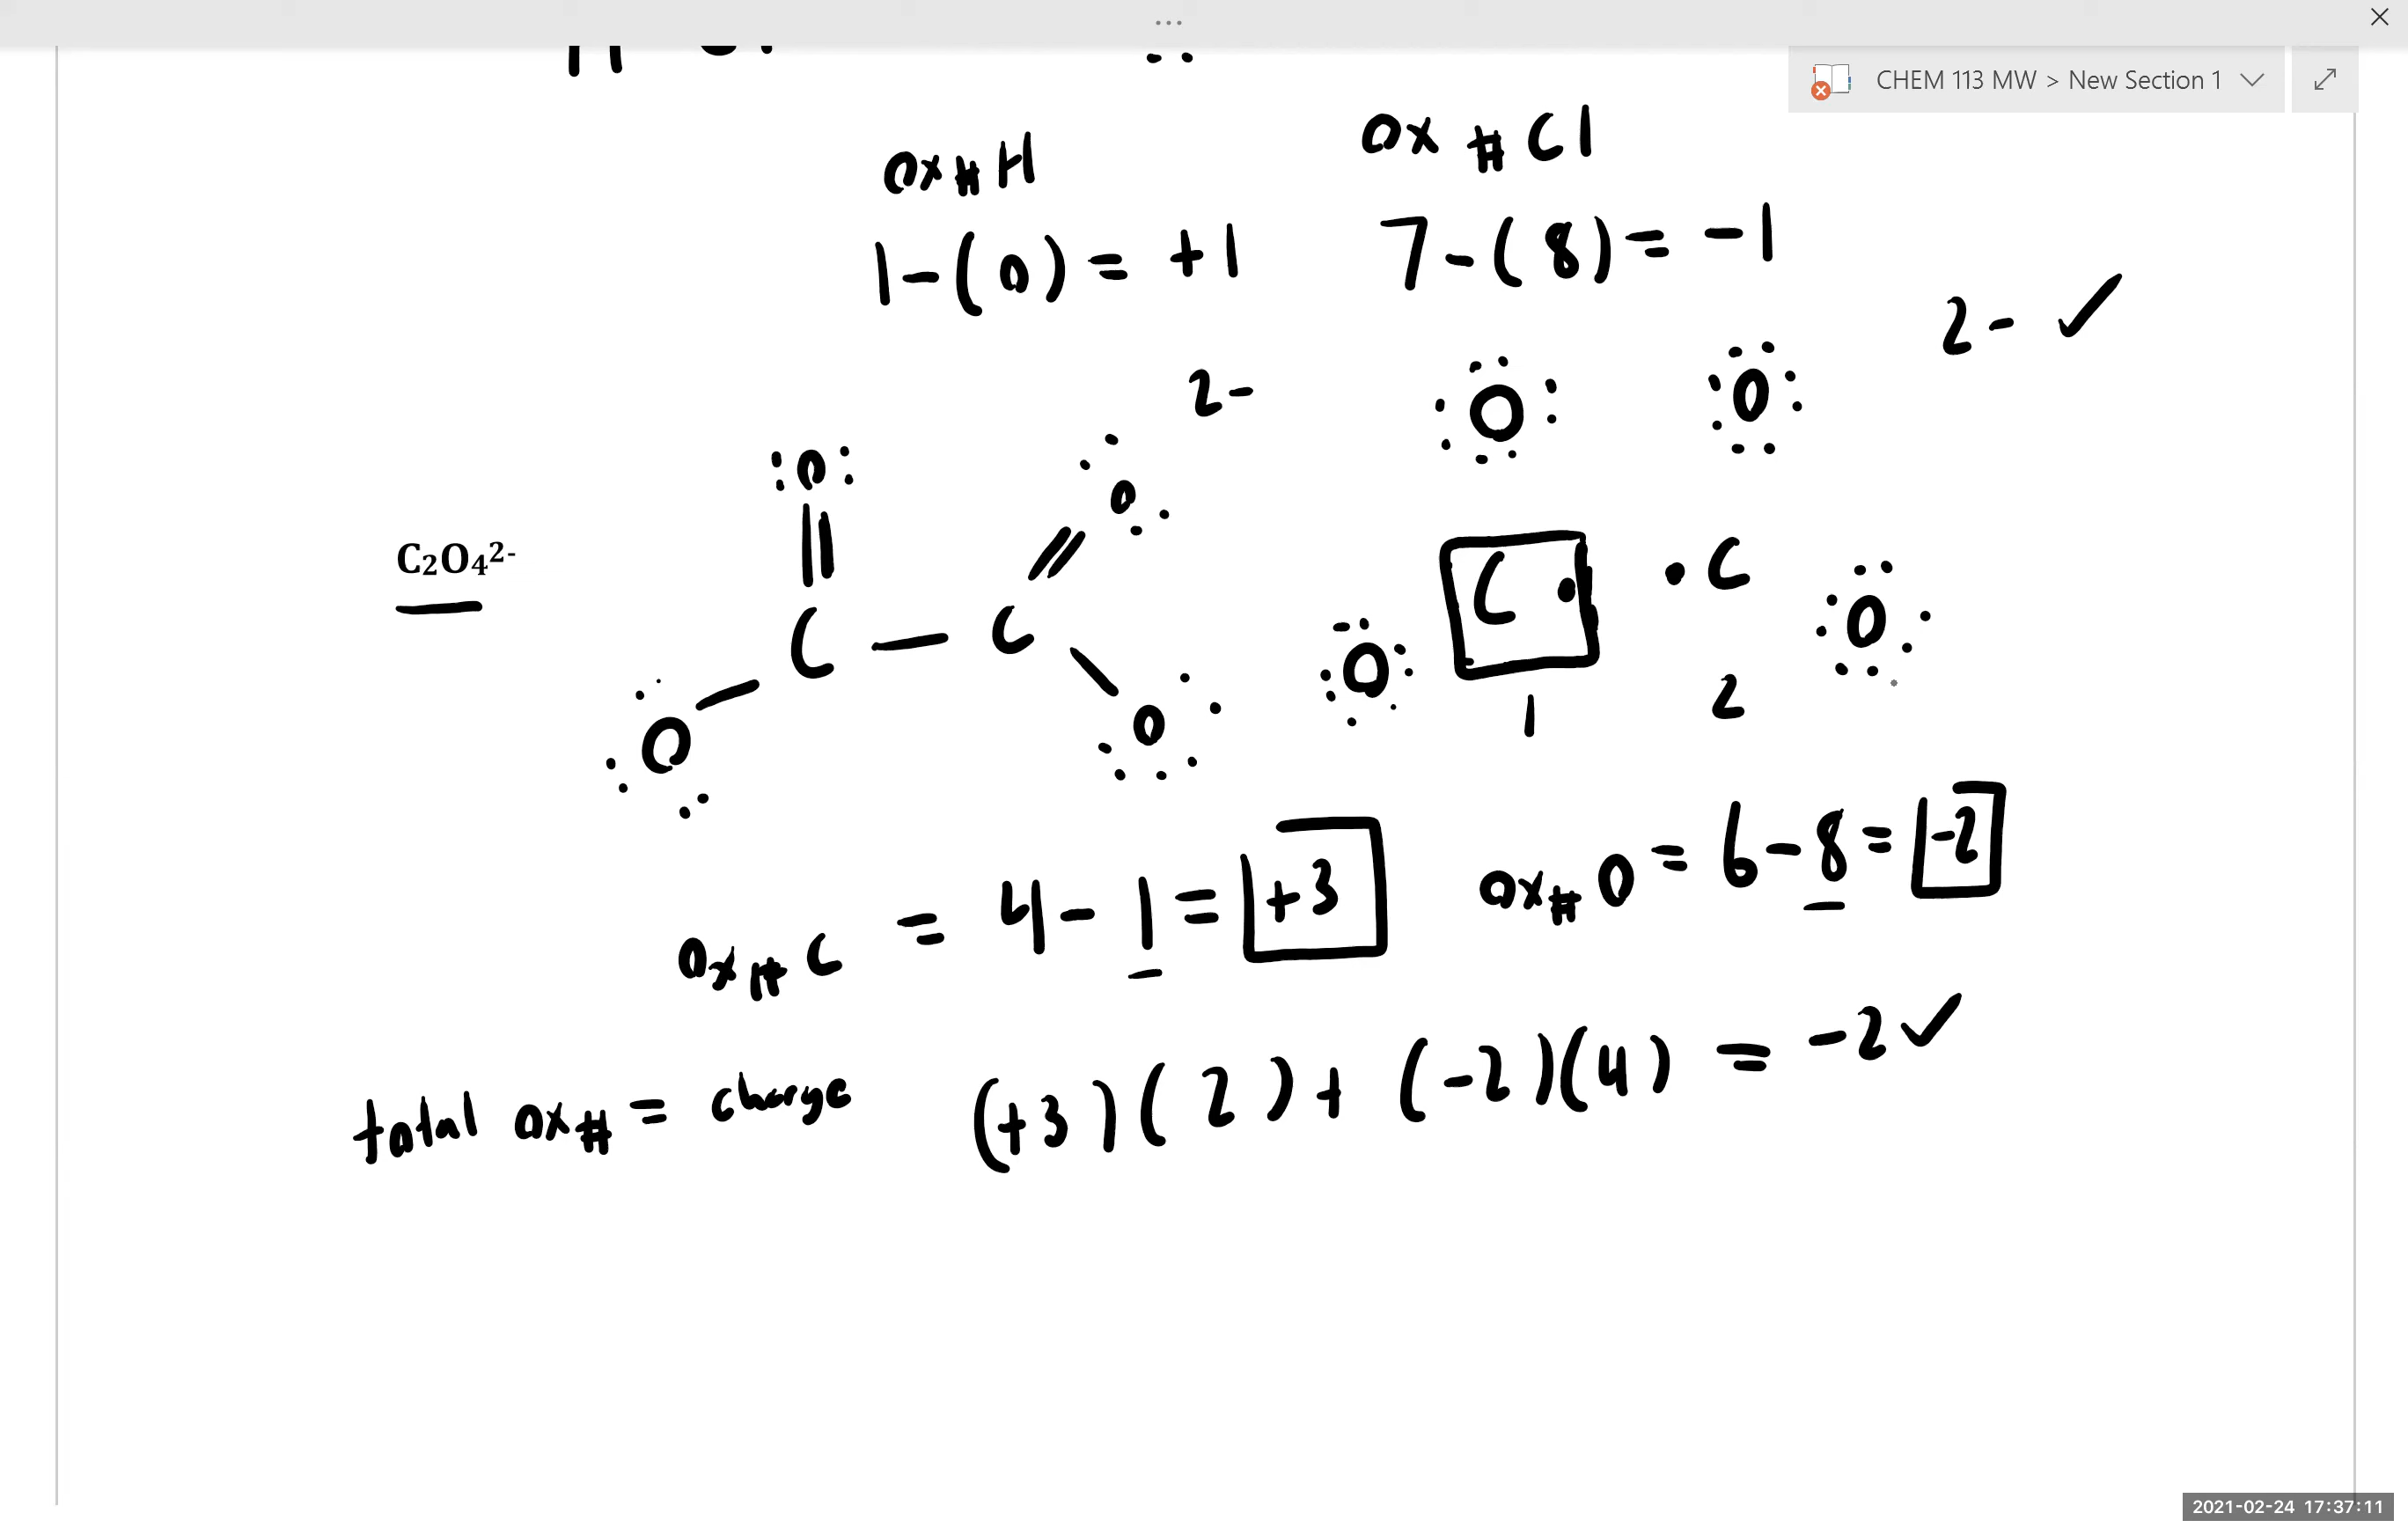 CHEM 113 MW > New Section 1
ox # H
ox # Cl
1 - (0) = +1
7 - (8) = -1
2-
2- ✓
O
O
O
O
C2O4²⁻
C
•C
O
C — C
O
1
2
O
O
ox # C = 4 - 1 = +3
ox # O = 6 - 8 = -2
total ox # = charge
(+3)(2) + (-2)(4) = -2 ✓
2021-02-24 17:37:11